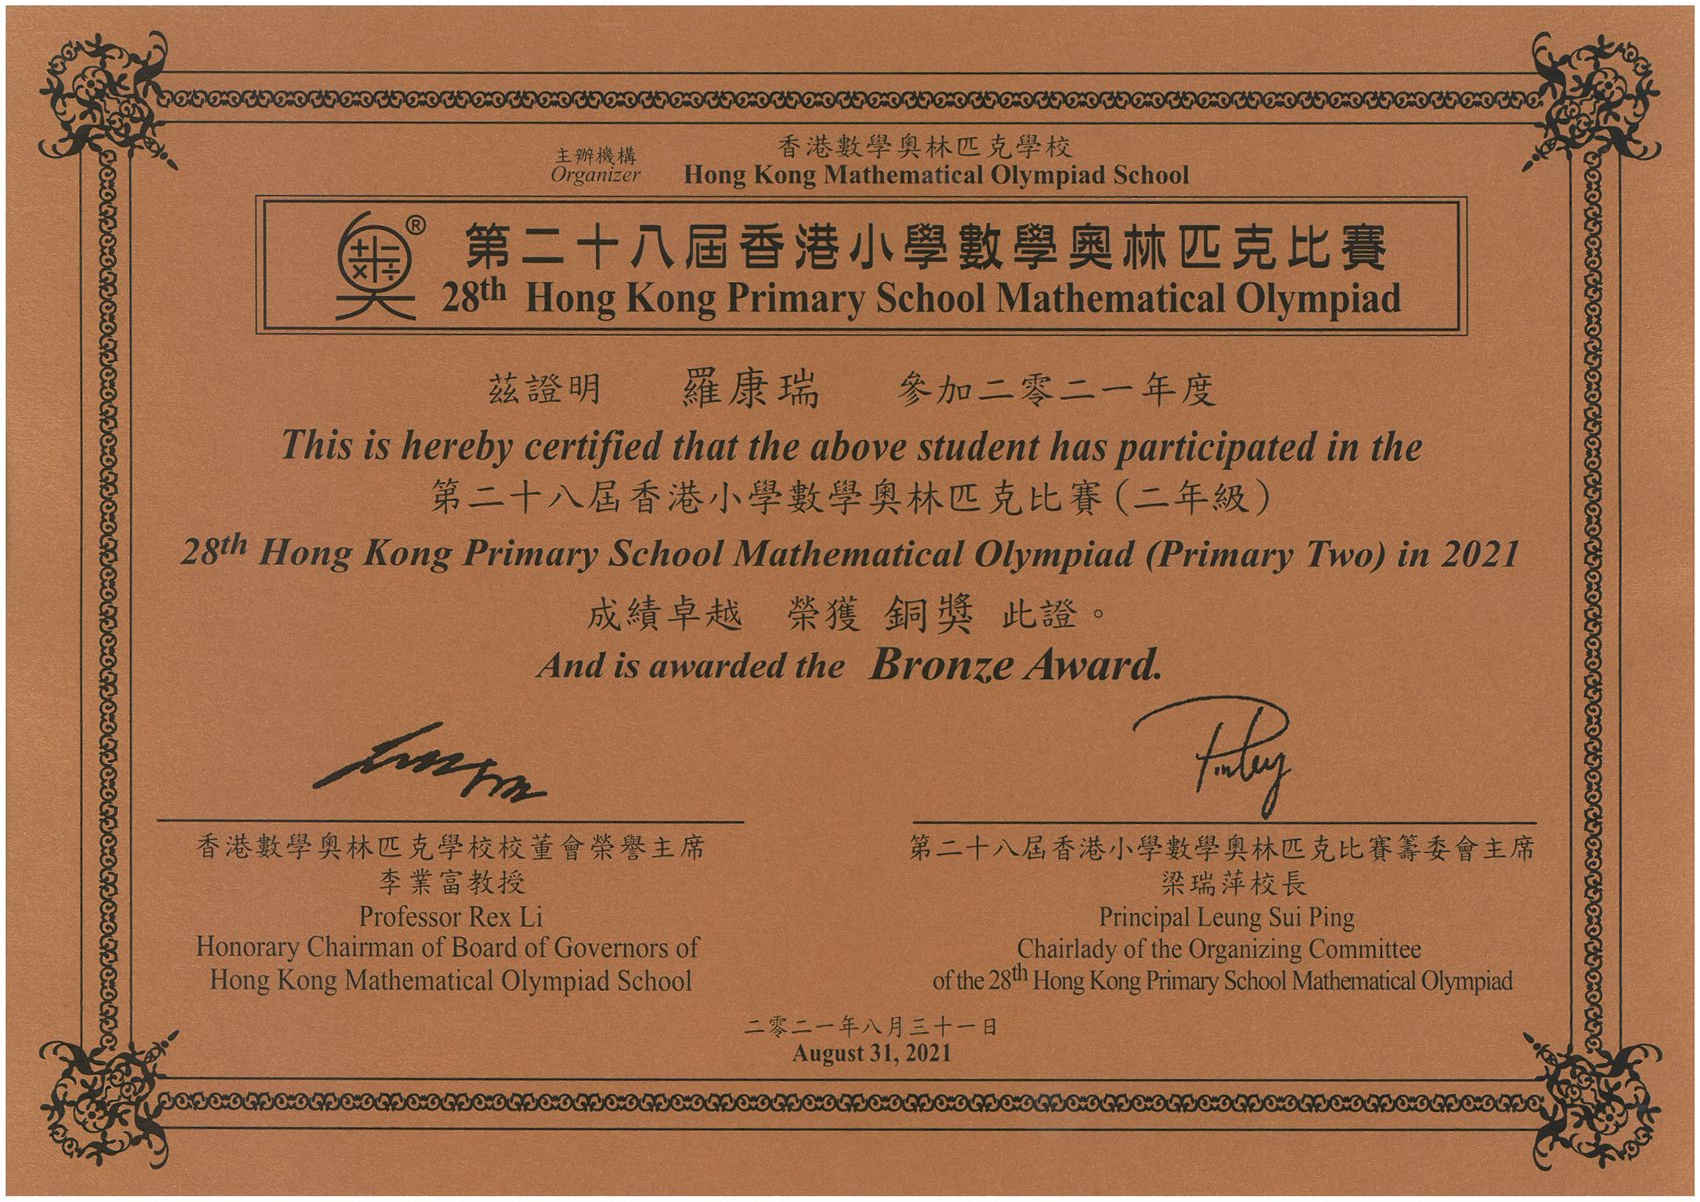 主辦機構
Organizer
香港數學奧林匹克學校
Hong Kong Mathematical Olympiad School
®
第二十八屆香港小學數學奧林匹克比賽
28th Hong Kong Primary School Mathematical Olympiad
茲證明 羅康瑞 參加二零二一年度
This is hereby certified that the above student has participated in the
第二十八屆香港小學數學奧林匹克比賽(二年級)
28th Hong Kong Primary School Mathematical Olympiad (Primary Two) in 2021
成績卓越 榮獲 銅獎 此證。
And is awarded the Bronze Award.
香港數學奧林匹克學校校董會榮譽主席
李業富教授
Professor Rex Li
Honorary Chairman of Board of Governors of
Hong Kong Mathematical Olympiad School
第二十八屆香港小學數學奧林匹克比賽籌委會主席
梁瑞萍校長
Principal Leung Sui Ping
Chairlady of the Organizing Committee
of the 28th Hong Kong Primary School Mathematical Olympiad
二零二一年八月三十一日
August 31, 2021